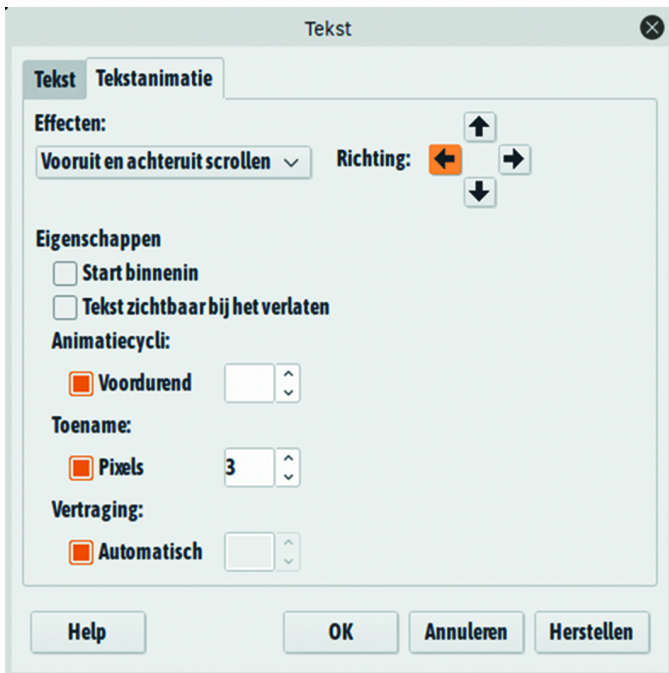 Tekst
Tekst Tekstanimatie
Effecten:
Vooruit en achteruit scrollen Richting:
Eigenschappen
Start binnenin
Tekst zichtbaar bij het verlaten
Animatiecycli:
Voordurend
Toename:
Pixels 3
Vertraging:
Automatisch
Help OK Annuleren Herstellen